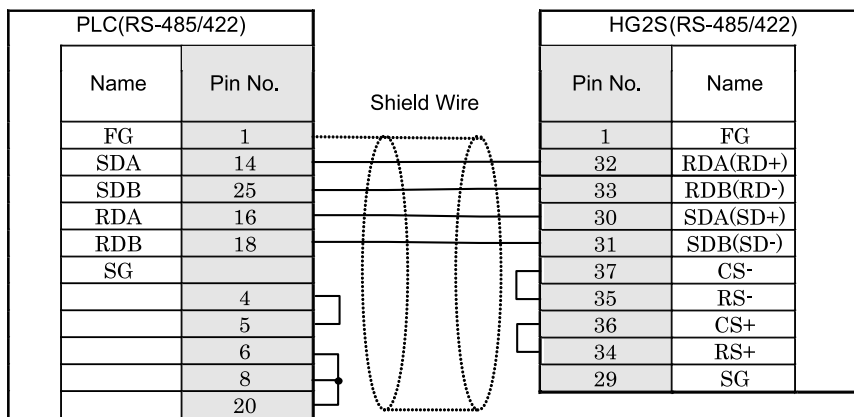 PLC(RS-485/422) HG2S(RS-485/422)
Name Pin No. Shield Wire Pin No. Name
FG 1 1 FG
SDA 14 32 RDA(RD+)
SDB 25 33 RDB(RD-)
RDA 16 30 SDA(SD+)
RDB 18 31 SDB(SD-)
SG 37 CS-
4 35 RS-
5 36 CS+
6 34 RS+
8 29 SG
20